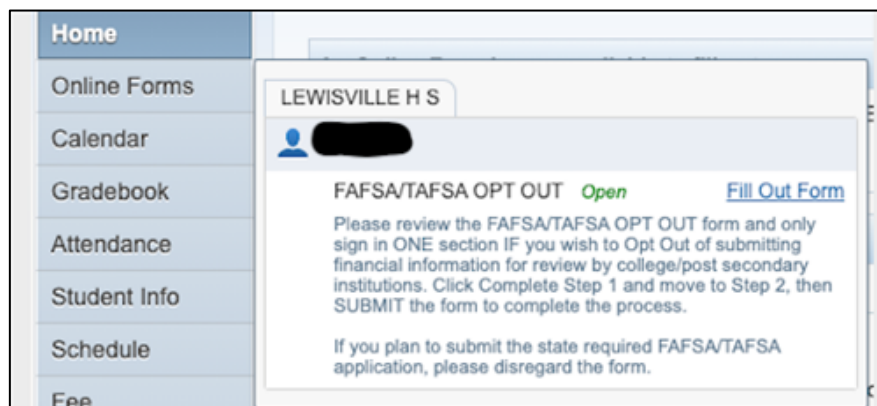 Home
Online Forms
Calendar
Gradebook
Attendance
Student Info
Schedule
Fee
LEWISVILLE H S
FAFSA/TAFSA OPT OUT Open Fill Out Form
Please review the FAFSA/TAFSA OPT OUT form and only
sign in ONE section IF you wish to Opt Out of submitting
financial information for review by college/post secondary
institutions. Click Complete Step 1 and move to Step 2, then
SUBMIT the form to complete the process.
If you plan to submit the state required FAFSA/TAFSA
application, please disregard the form.